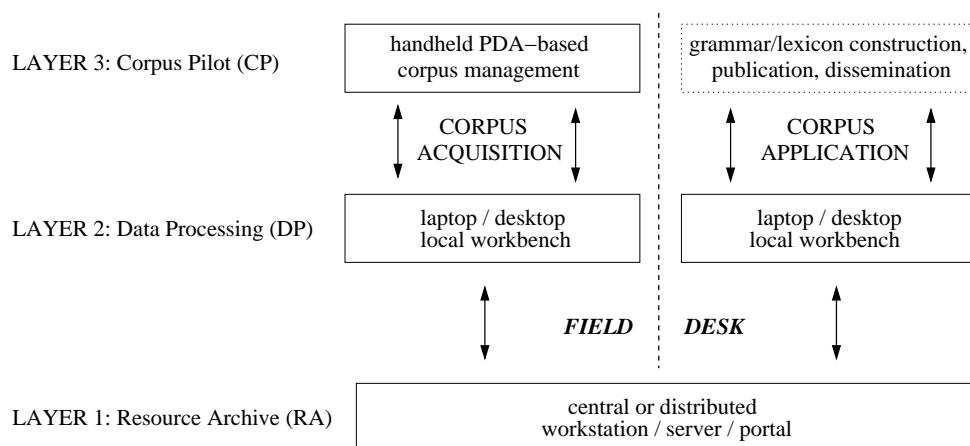 LAYER 3: Corpus Pilot (CP)
handheld PDA−based
corpus management
grammar/lexicon construction,
publication, dissemination
CORPUS
ACQUISITION
CORPUS
APPLICATION
LAYER 2: Data Processing (DP)
laptop / desktop
local workbench
laptop / desktop
local workbench
FIELD
DESK
LAYER 1: Resource Archive (RA)
central or distributed
workstation / server / portal